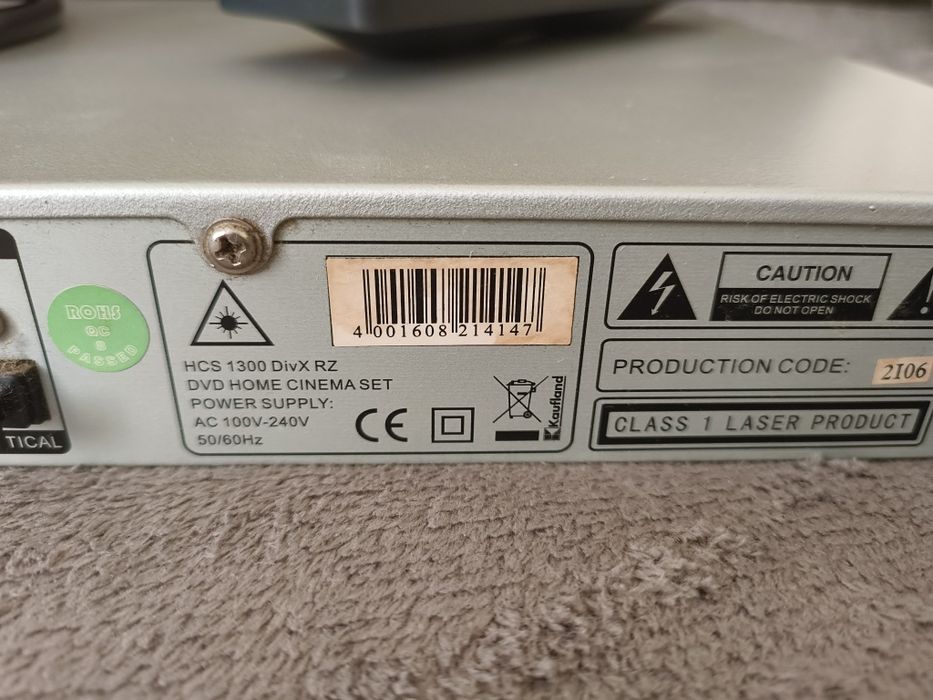 ROHS
QC
8
PASSED
TICAL
4 001608 214147
HCS 1300 DivX RZ
DVD HOME CINEMA SET
POWER SUPPLY:
AC 100V-240V
50/60Hz
CE
Kaufland
CAUTION
RISK OF ELECTRIC SHOCK
DO NOT OPEN
!
PRODUCTION CODE: 2I06
CLASS 1 LASER PRODUCT